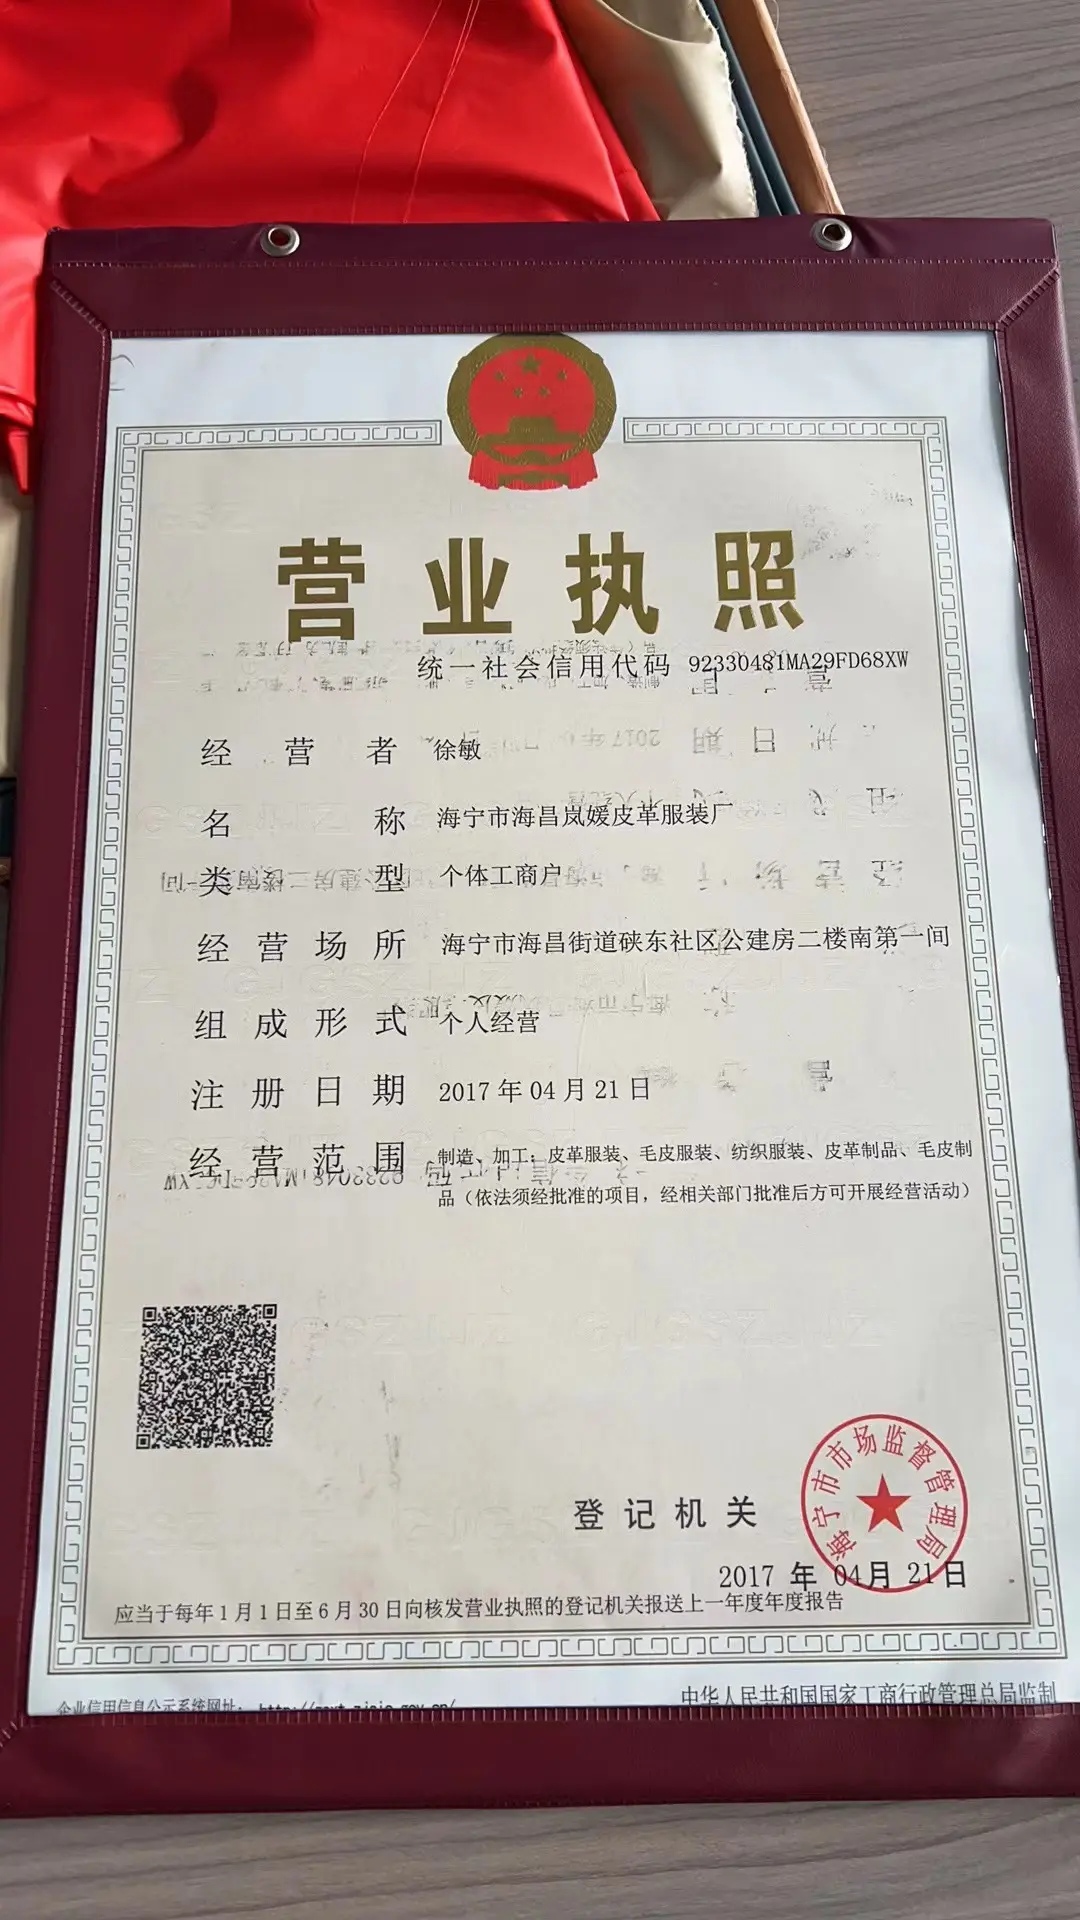 营业执照
统一社会信用代码 92330481MA29FD68XW
经营者 徐敏
名称 海宁市海昌岚媛皮革服装厂
类型 个体工商户
经营场所 海宁市海昌街道硖东社区公建房二楼南第一间
组成形式 个人经营
注册日期 2017年04月21日
经营范围 制造、加工：皮革服装、毛皮服装、纺织服装、皮革制品、毛皮制
品（依法须经批准的项目，经相关部门批准后方可开展经营活动）
登记机关
海宁市市场监督管理局
2017年04月21日
应当于每年1月1日至6月30日向核发营业执照的登记机关报送上一年度年度报告
企业信用信息公示系统网址：
中华人民共和国国家工商行政管理总局监制